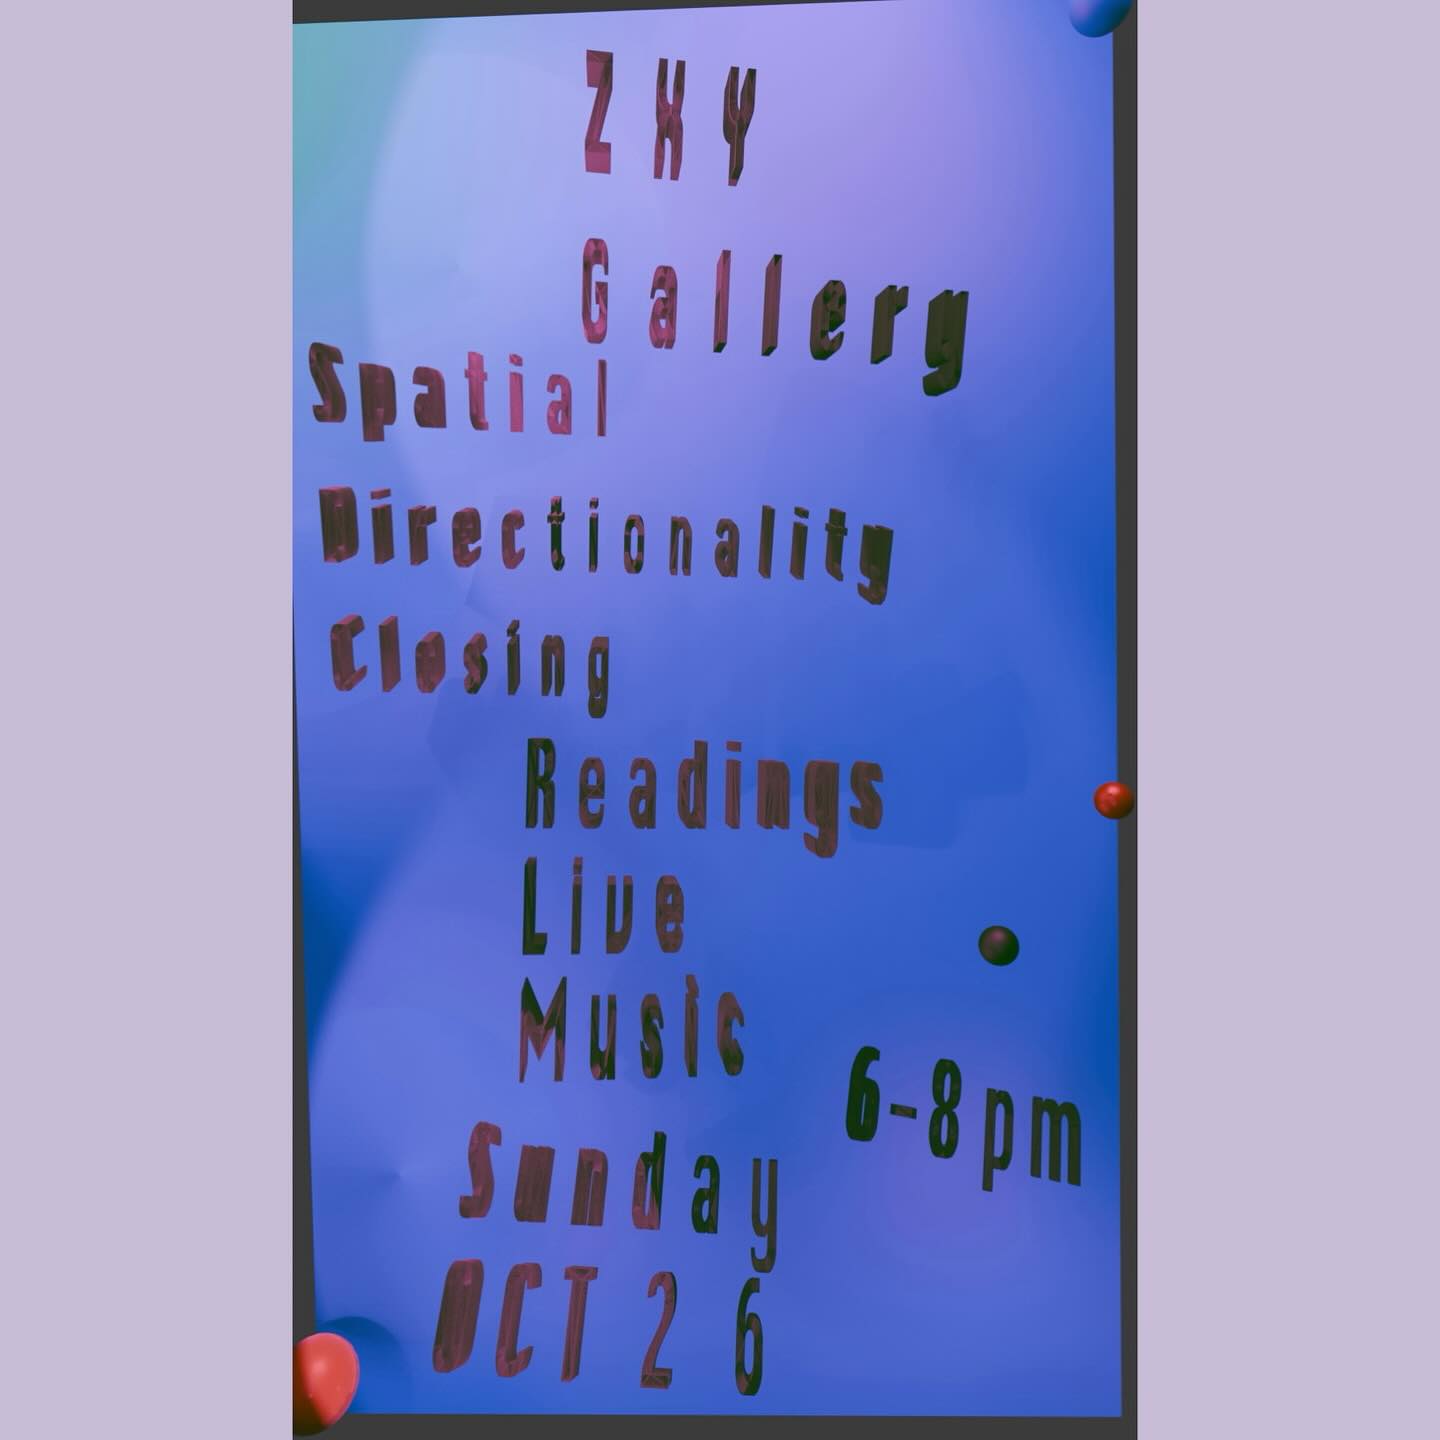 ZXY
Gallery
Spatial
Directionality
Closing
Readings
Live
Music
6-8pm
Sunday
OCT 26